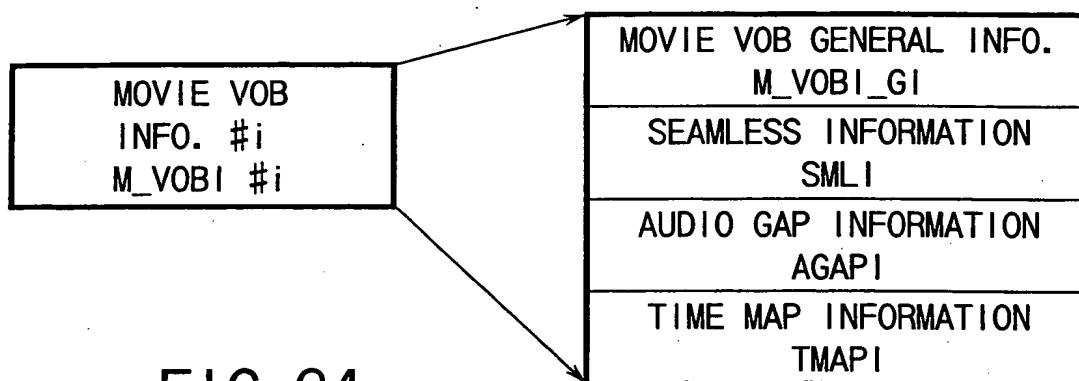 MOVIE VOB
INFO. #i
M_VOBI #i
MOVIE VOB GENERAL INFO.
M_VOBI_GI
SEAMLESS INFORMATION
SMLI
AUDIO GAP INFORMATION
AGAPI
TIME MAP INFORMATION
TMAPI